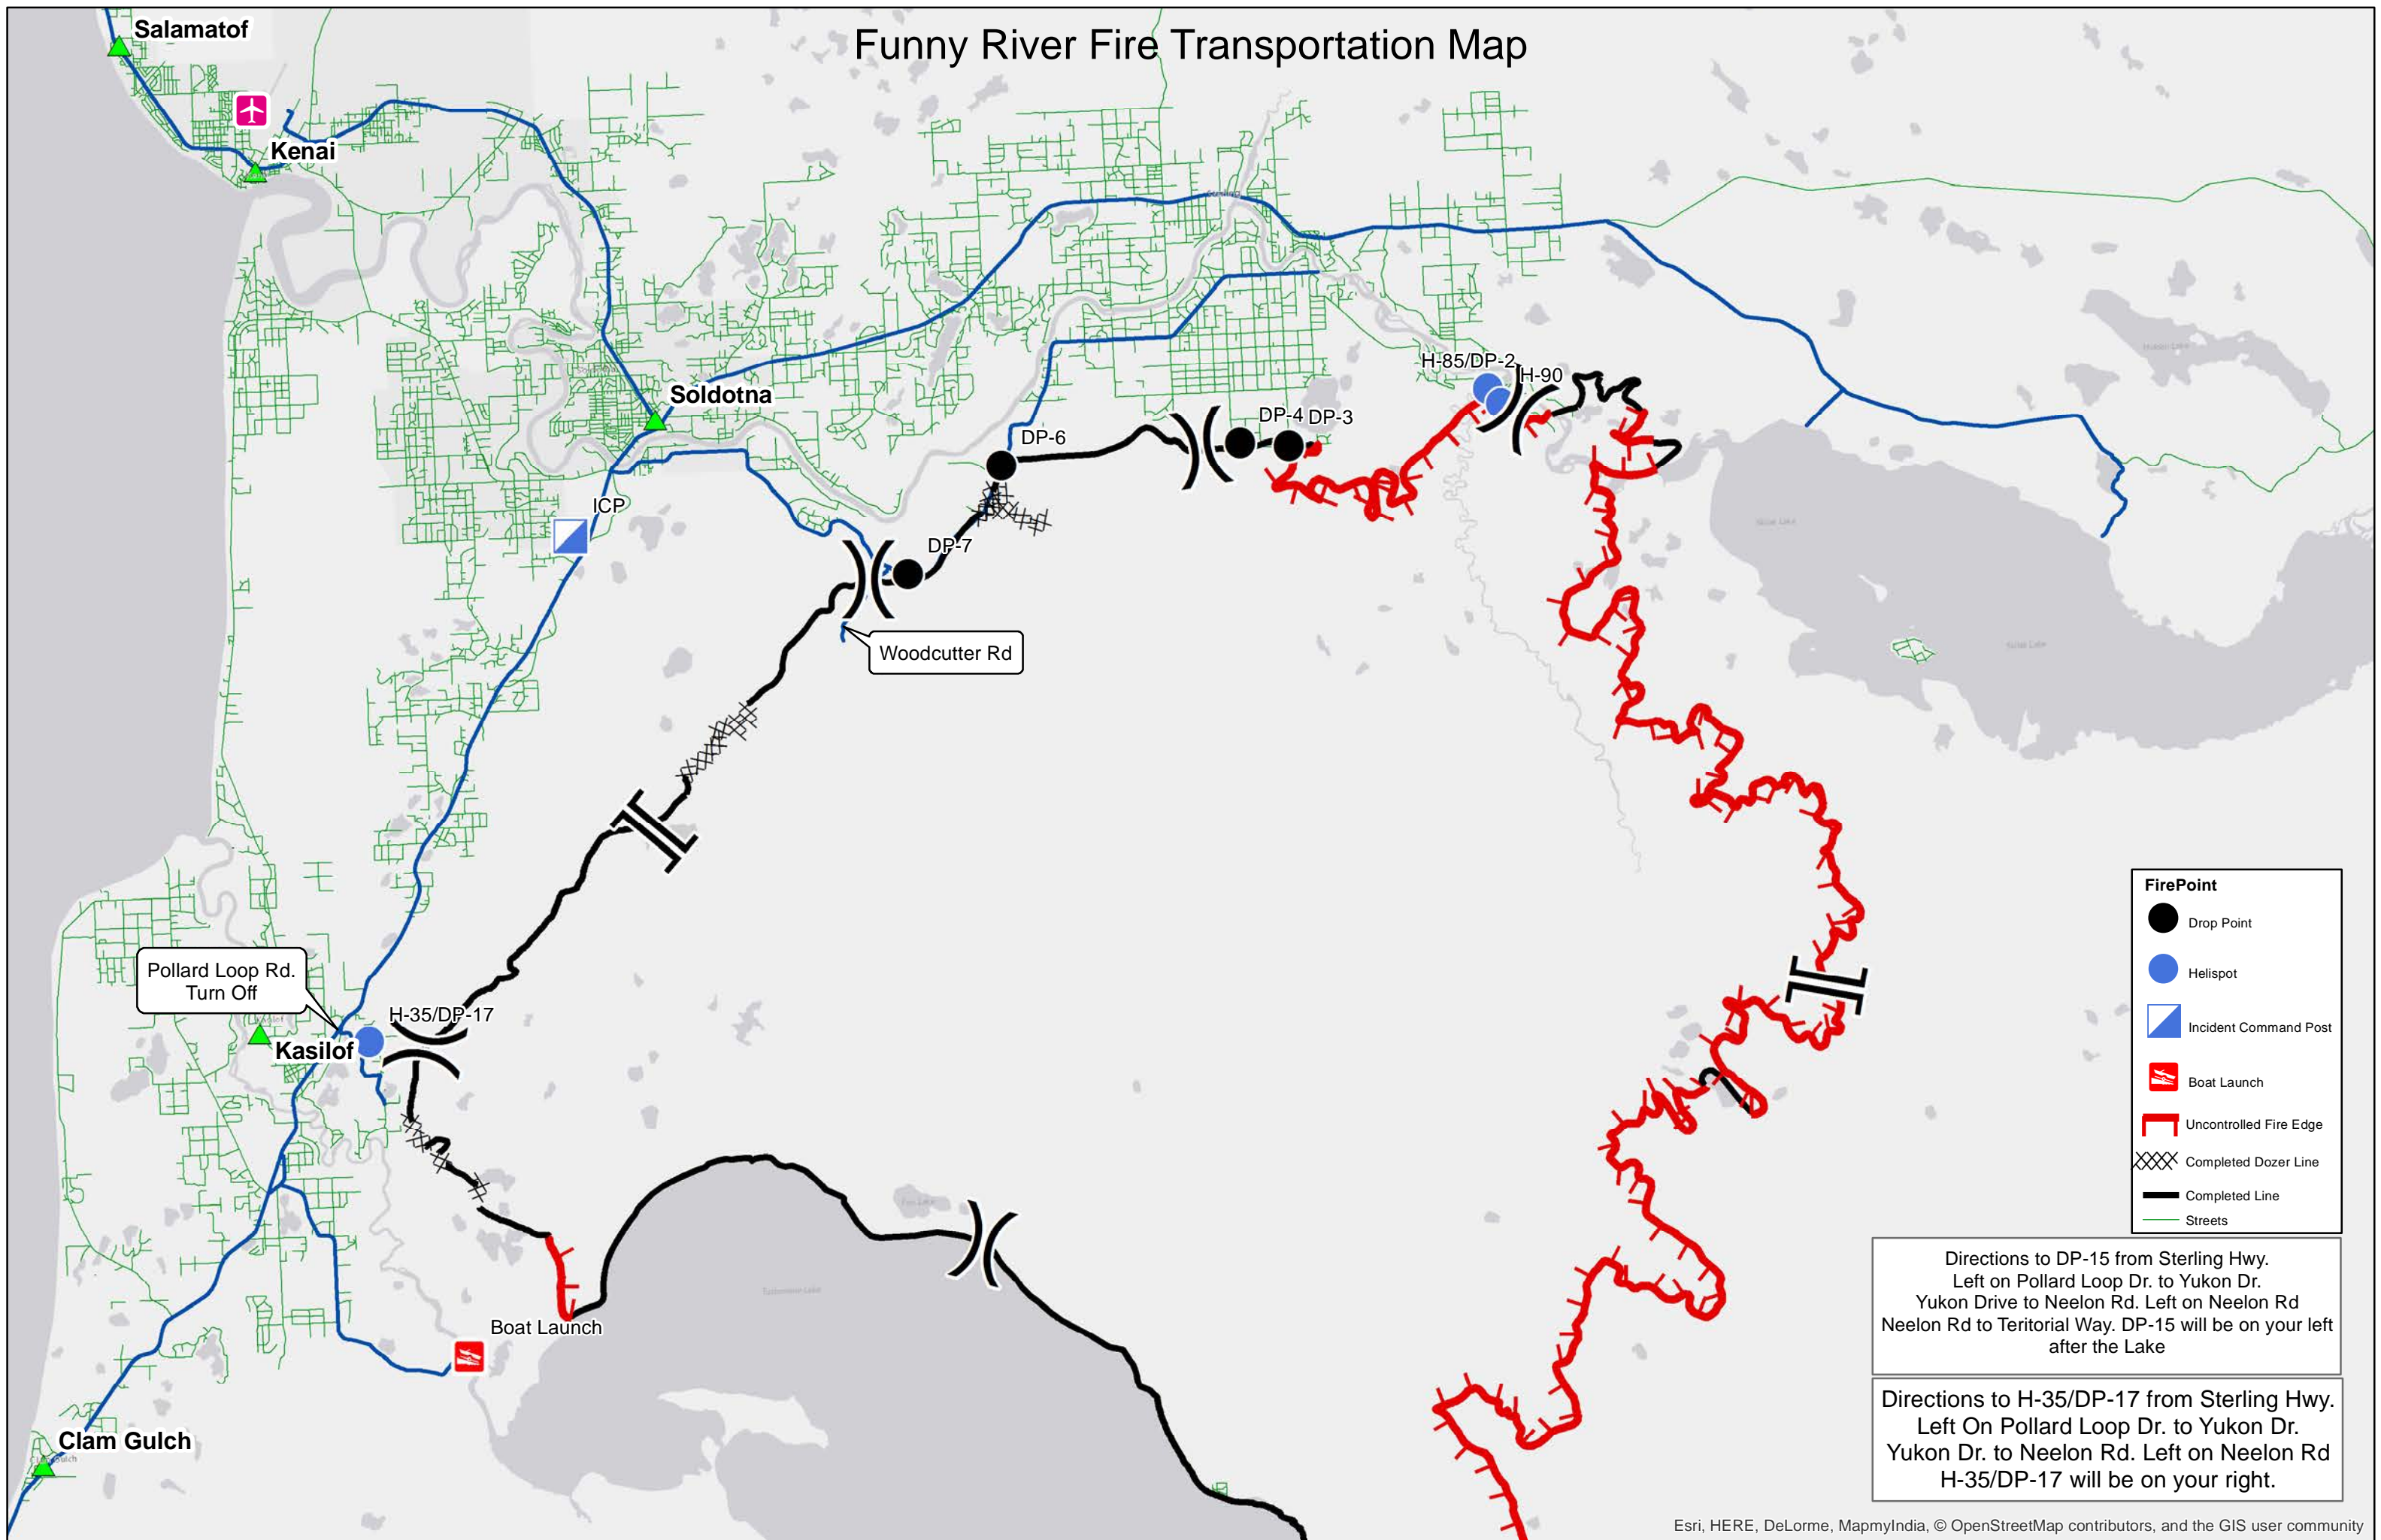 Funny River Fire Transportation Map
Salamatof
Kenai
Sterling
Soldotna
H-85/DP-2
H-90
DP-4
DP-3
DP-6
ICP
DP-7
Woodcutter Rd
Pollard Loop Rd.
Turn Off
H-35/DP-17
Kasilof
Boat Launch
Tustumena Lake
Clam Gulch
Clam Gulch
FirePoint
Drop Point
Helispot
Incident Command Post
Boat Launch
Uncontrolled Fire Edge
Completed Dozer Line
Completed Line
Streets
Directions to DP-15 from Sterling Hwy.
Left on Pollard Loop Dr. to Yukon Dr.
Yukon Drive to Neelon Rd. Left on Neelon Rd
Neelon Rd to Teritorial Way. DP-15 will be on your left
after the Lake
Directions to H-35/DP-17 from Sterling Hwy.
Left On Pollard Loop Dr. to Yukon Dr.
Yukon Dr. to Neelon Rd. Left on Neelon Rd
H-35/DP-17 will be on your right.
Esri, HERE, DeLorme, MapmyIndia, © OpenStreetMap contributors, and the GIS user community